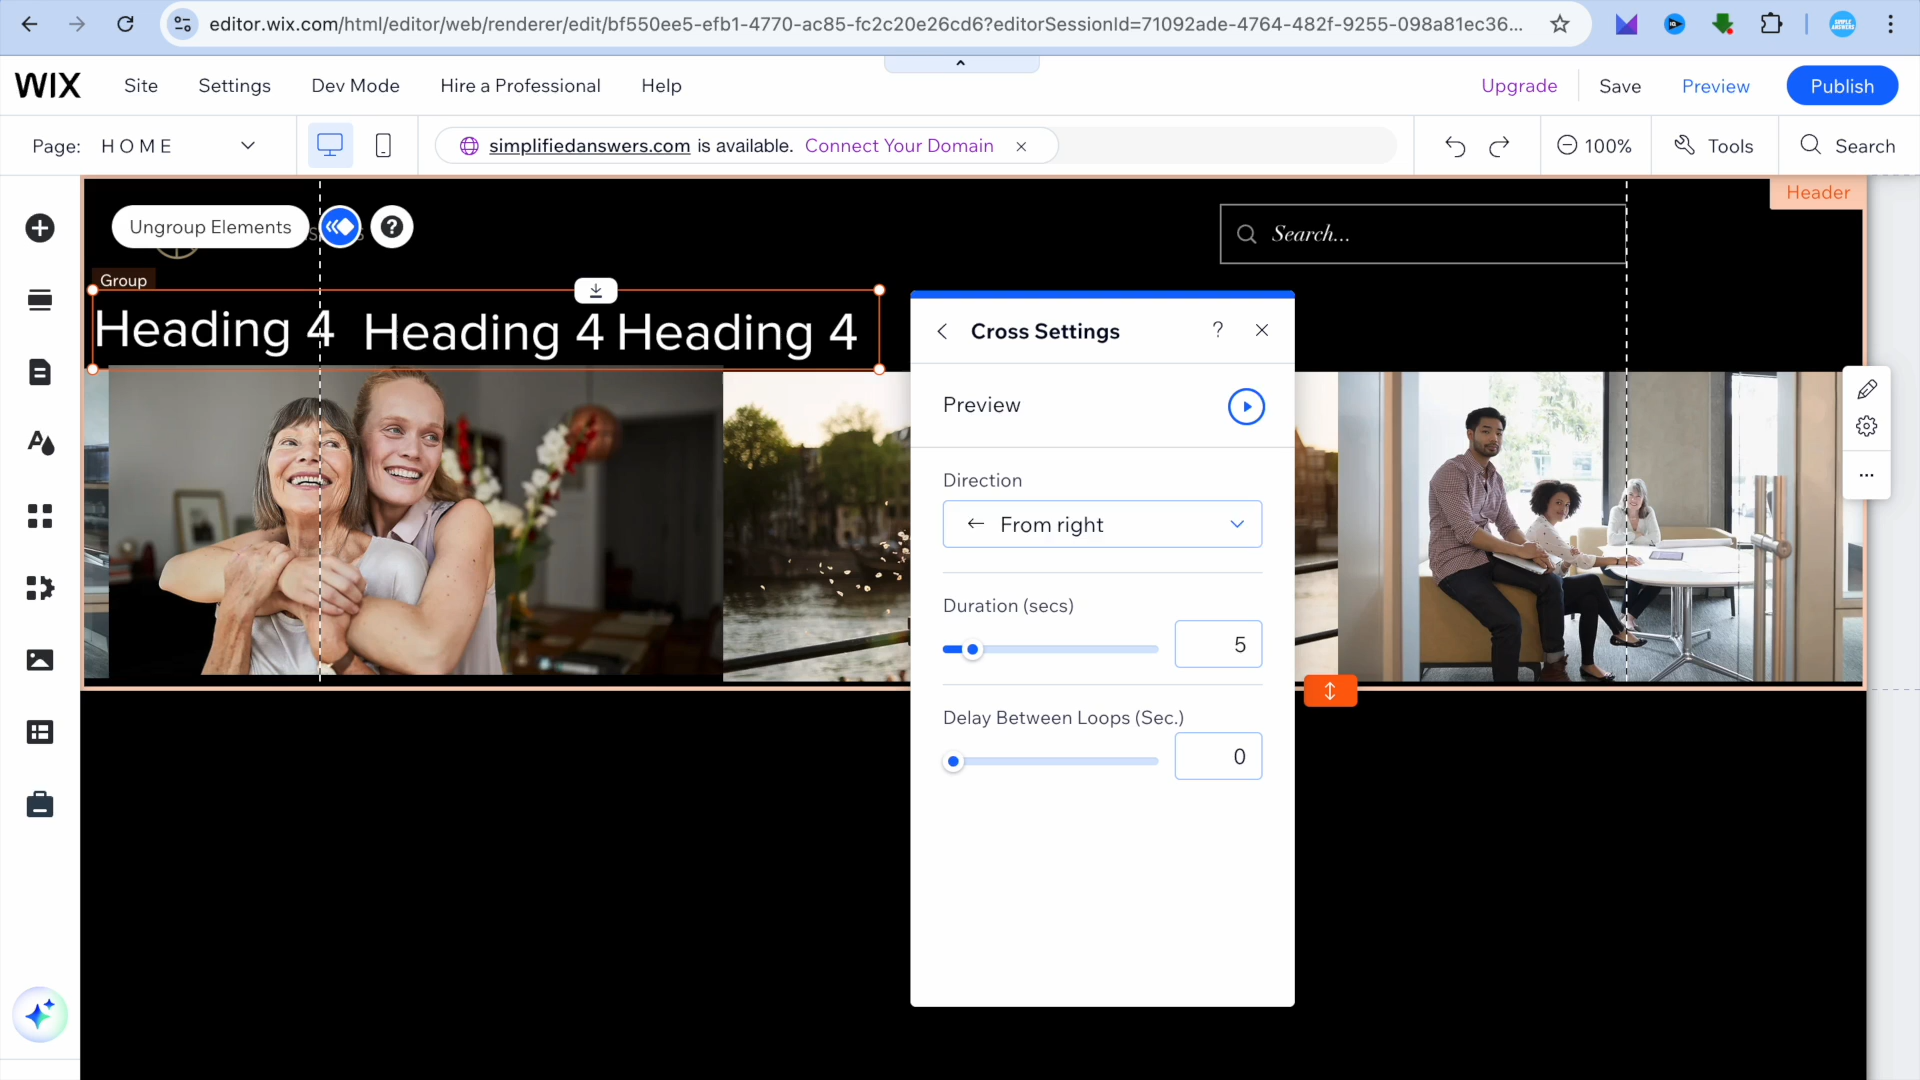 editor.wix.com/html/editor/web/renderer/edit/bf550ee5-efb1-4770-ac85-fc2c20e26cd6?editorSessionId=71092ade-4764-482f-9255-098a81ec36...
SIMPLE ANSWERS
WIX
Site
Settings
Dev Mode
Hire a Professional
Help
Upgrade
Save
Preview
Publish
Page: HOME
simplifiedanswers.com is available. Connect Your Domain
100%
Tools
Search
Header
Ungroup Elements
?
Search...
Group
Heading 4
Heading 4
Heading 4
Cross Settings
?
Preview
Direction
From right
Duration (secs)
5
Delay Between Loops (Sec.)
0